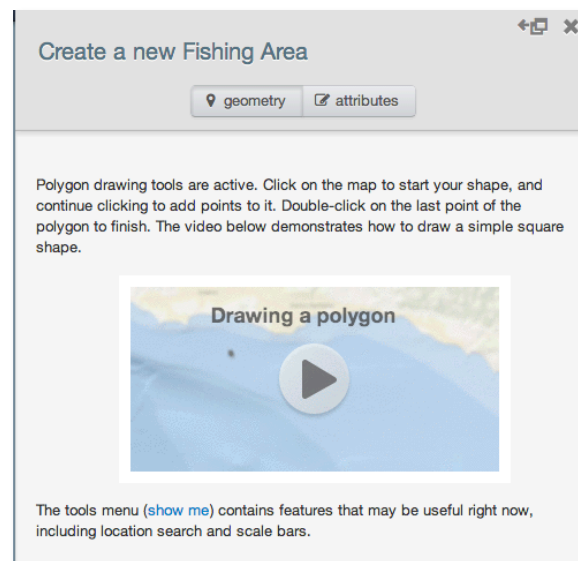 Create a new Fishing Area
geometry
attributes
Polygon drawing tools are active. Click on the map to start your shape, and
continue clicking to add points to it. Double-click on the last point of the
polygon to finish. The video below demonstrates how to draw a simple square
shape.
Drawing a polygon
The tools menu (show me) contains features that may be useful right now,
including location search and scale bars.